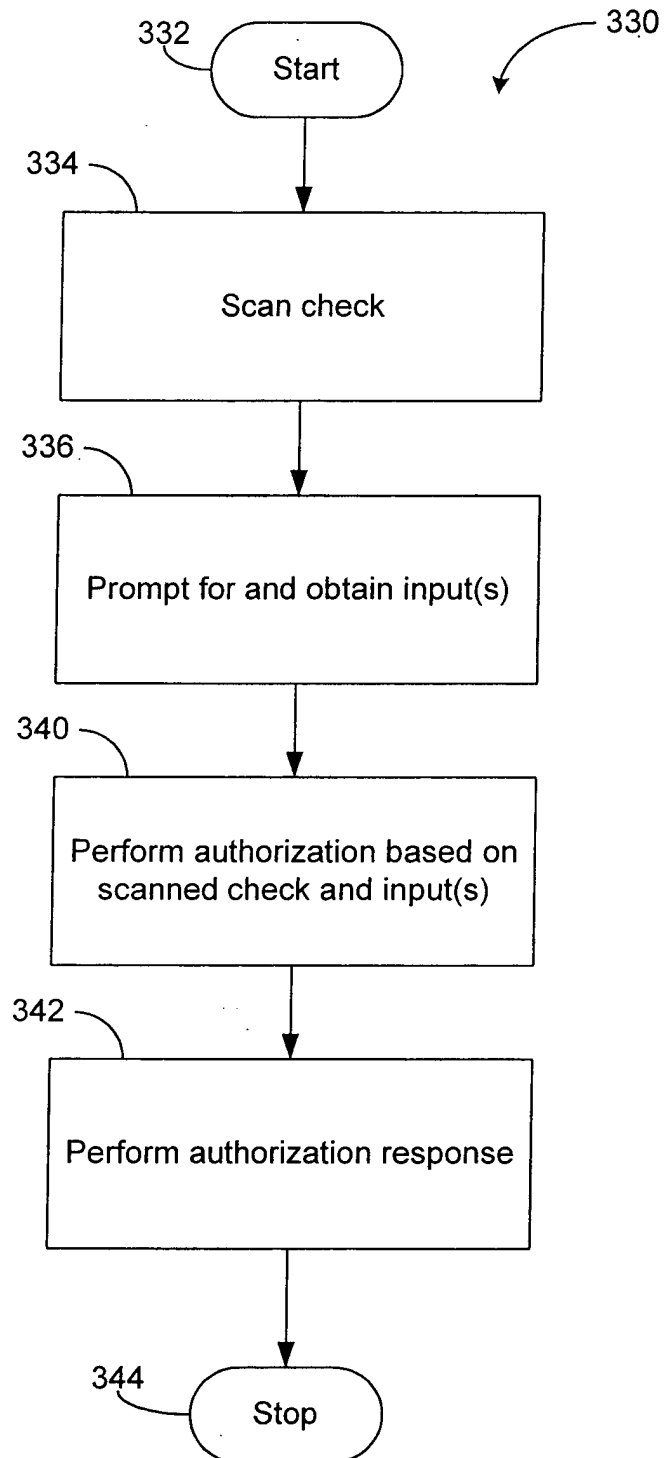 330
332
Start
334
Scan check
336
Prompt for and obtain input(s)
340
Perform authorization based on
scanned check and input(s)
342
Perform authorization response
344
Stop